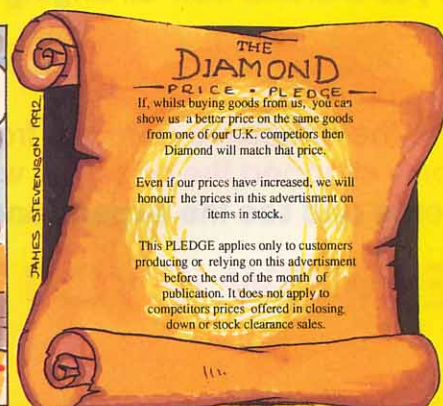 THE
DIAMOND
PRICE • PLEDGE
If, whilst buying goods from us, you can
show us a better price on the same goods
from one of our U.K. competiors then
Diamond will match that price.
Even if our prices have increased, we will
honour the prices in this advertisment on
items in stock.
This PLEDGE applies only to customers
producing or relying on this advertisment
before the end of the month of
publication. It does not apply to
competitors prices offered in closing
down or stock clearance sales.
JAMES STEVENSON 1992